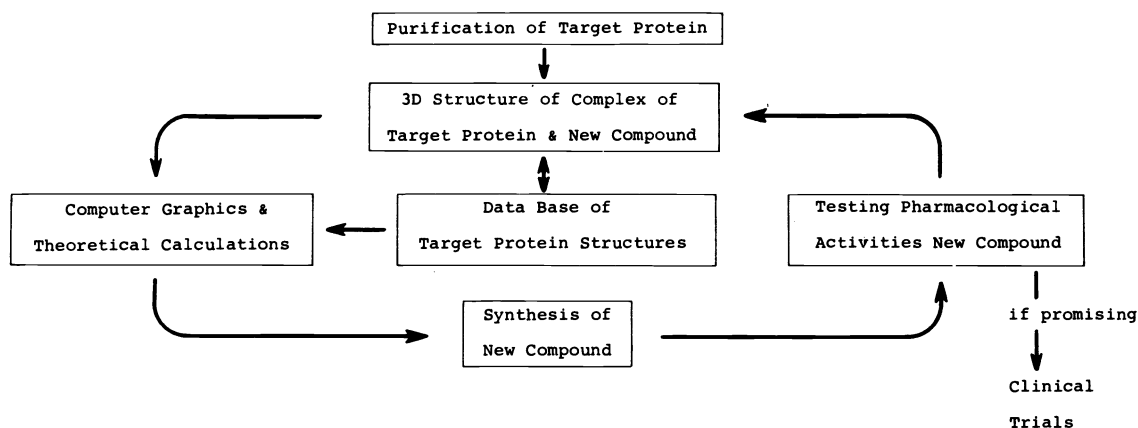 Purification of Target Protein
3D Structure of Complex of
Target Protein & New Compound
Computer Graphics &
Theoretical Calculations
Data Base of
Target Protein Structures
Testing Pharmacological
Activities New Compound
Synthesis of
New Compound
if promising
Clinical
Trials